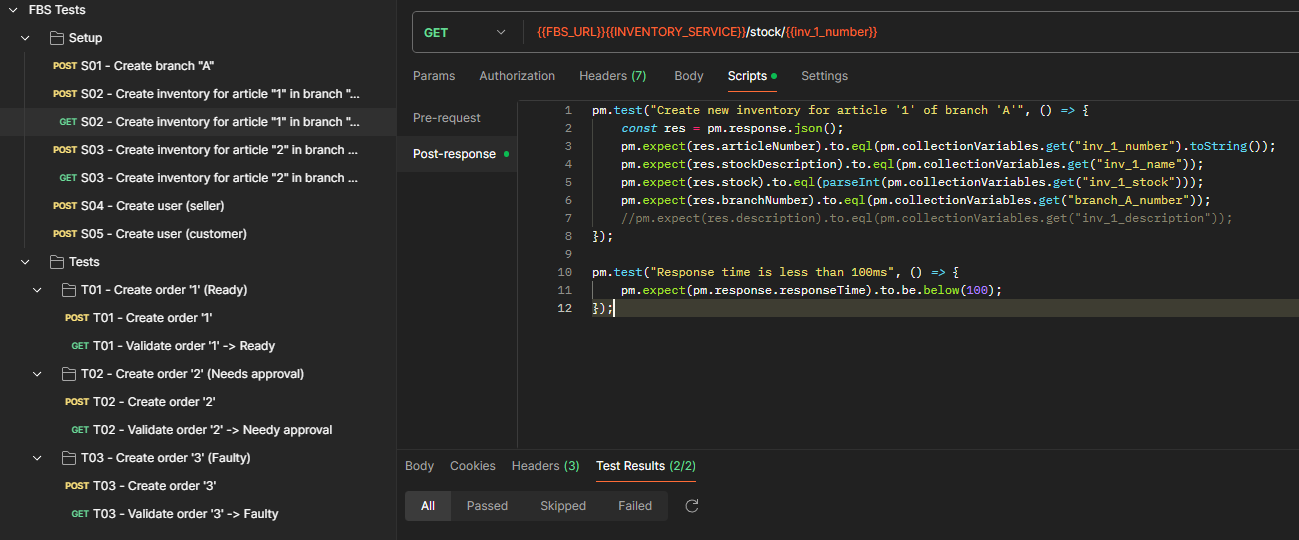 FBS Tests
Setup
POST S01 - Create branch "A"
POST S02 - Create inventory for article "1" in branch "...
GET S02 - Create inventory for article "1" in branch "...
POST S03 - Create inventory for article "2" in branch ...
GET S03 - Create inventory for article "2" in branch ...
POST S04 - Create user (seller)
POST S05 - Create user (customer)
Tests
T01 - Create order '1' (Ready)
POST T01 - Create order '1'
GET T01 - Validate order '1' -> Ready
T02 - Create order '2' (Needs approval)
POST T02 - Create order '2'
GET T02 - Validate order '2' -> Needy approval
T03 - Create order '3' (Faulty)
POST T03 - Create order '3'
GET T03 - Validate order '3' -> Faulty
GET {{FBS_URL}}{{INVENTORY_SERVICE}}/stock/{{inv_1_number}}
Params Authorization Headers (7) Body Scripts Settings
Pre-request
Post-response
1 pm.test("Create new inventory for article '1' of branch 'A'", () => {
2 const res = pm.response.json();
3 pm.expect(res.articleNumber).to.eql(pm.collectionVariables.get("inv_1_number").toString());
4 pm.expect(res.stockDescription).to.eql(pm.collectionVariables.get("inv_1_name"));
5 pm.expect(res.stock).to.eql(parseInt(pm.collectionVariables.get("inv_1_stock")));
6 pm.expect(res.branchNumber).to.eql(pm.collectionVariables.get("branch_A_number"));
7 //pm.expect(res.description).to.eql(pm.collectionVariables.get("inv_1_description"));
8 });
9
10 pm.test("Response time is less than 100ms", () => {
11 pm.expect(pm.response.responseTime).to.be.below(100);
12 });
Body Cookies Headers (3) Test Results (2/2)
All Passed Skipped Failed